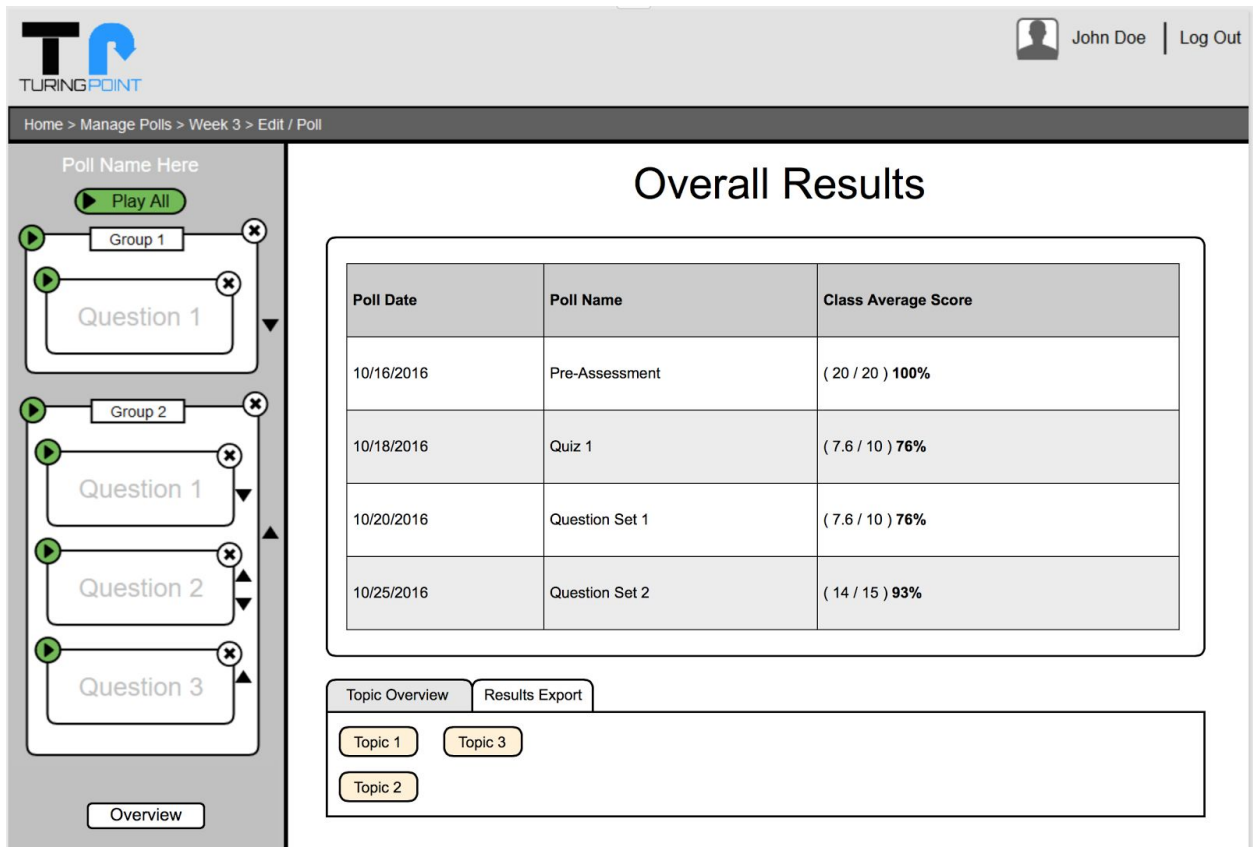 TP
TURINGPOINT
John Doe | Log Out
Home > Manage Polls > Week 3 > Edit / Poll
Poll Name Here
Play All
Group 1
Question 1
Group 2
Question 1
Question 2
Question 3
Overview
Overall Results
Poll Date Poll Name Class Average Score
10/16/2016 Pre-Assessment ( 20 / 20 ) 100%
10/18/2016 Quiz 1 ( 7.6 / 10 ) 76%
10/20/2016 Question Set 1 ( 7.6 / 10 ) 76%
10/25/2016 Question Set 2 ( 14 / 15 ) 93%
Topic Overview Results Export
Topic 1 Topic 3
Topic 2